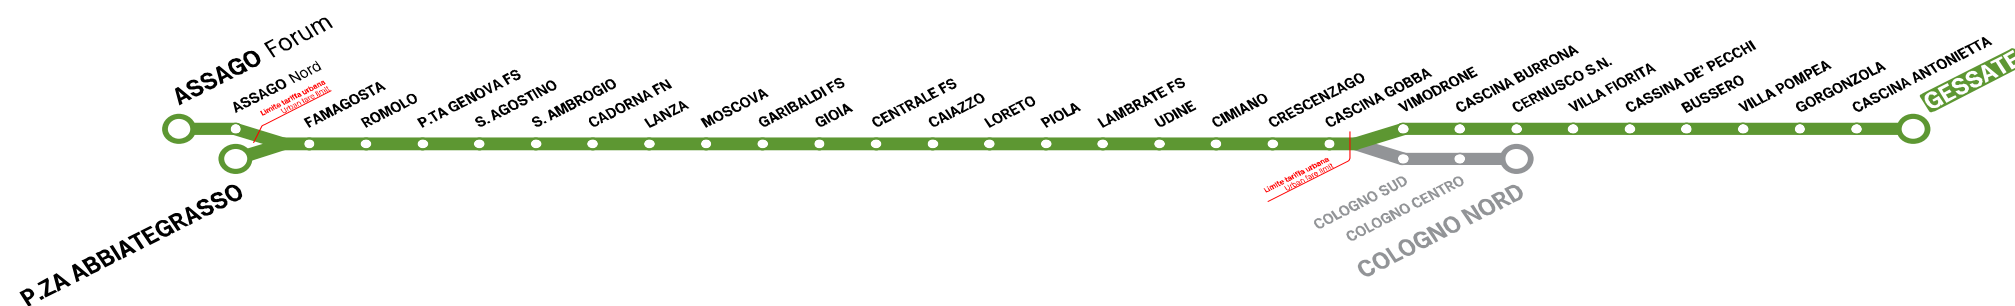 ASSAGO Forum
ASSAGO Nord
Limite tariffa urbana
Urban fare limit
P.ZA ABBIATEGRASSO
FAMAGOSTA
ROMOLO
P.TA GENOVA FS
S. AGOSTINO
S. AMBROGIO
CADORNA FN
LANZA
MOSCOVA
GARIBALDI FS
GIOIA
CENTRALE FS
CAIAZZO
LORETO
PIOLA
LAMBRATE FS
UDINE
CIMIANO
CRESCENZAGO
CASCINA GOBBA
Limite tariffa urbana
Urban fare limit
VIMODRONE
CASCINA BURRONA
CERNUSCO S.N.
VILLA FIORITA
CASSINA DE' PECCHI
BUSSERO
VILLA POMPEA
GORGONZOLA
CASCINA ANTONIETTA
GESSATE
COLOGNO SUD
COLOGNO CENTRO
COLOGNO NORD